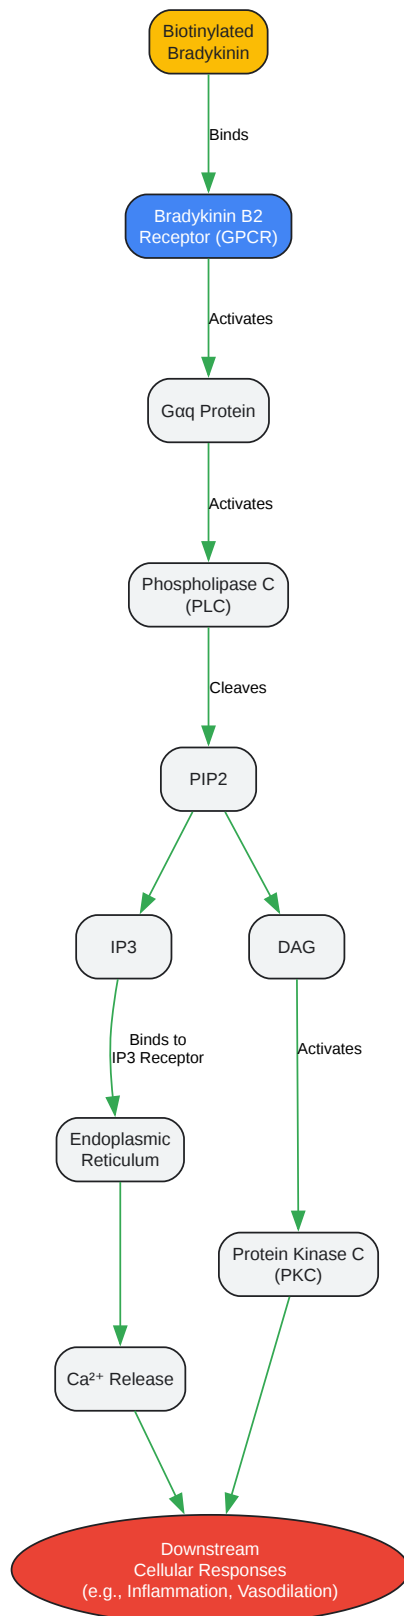 Biotinylated
Bradykinin
Binds
Bradykinin B2
Receptor (GPCR)
Activates
Gαq Protein
Activates
Phospholipase C
(PLC)
Cleaves
PIP2
IP3
DAG
Binds to
IP3 Receptor
Activates
Endoplasmic
Reticulum
Protein Kinase C
(PKC)
Ca²⁺ Release
Downstream
Cellular Responses
(e.g., Inflammation, Vasodilation)